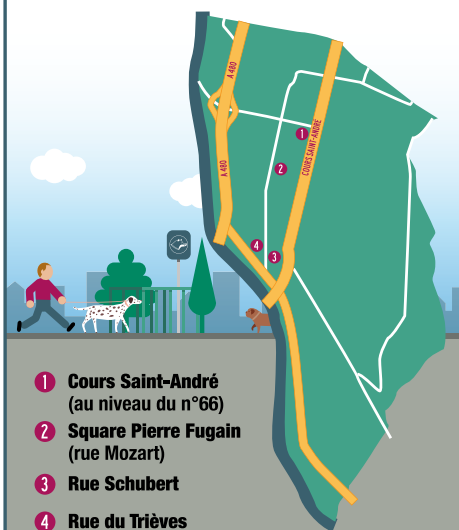 A 480
A 480
COURS SAINT-ANDRÉ
1
2
4
3
1 Cours Saint-André
(au niveau du n°66)
2 Square Pierre Fugain
(rue Mozart)
3 Rue Schubert
4 Rue du Trièves